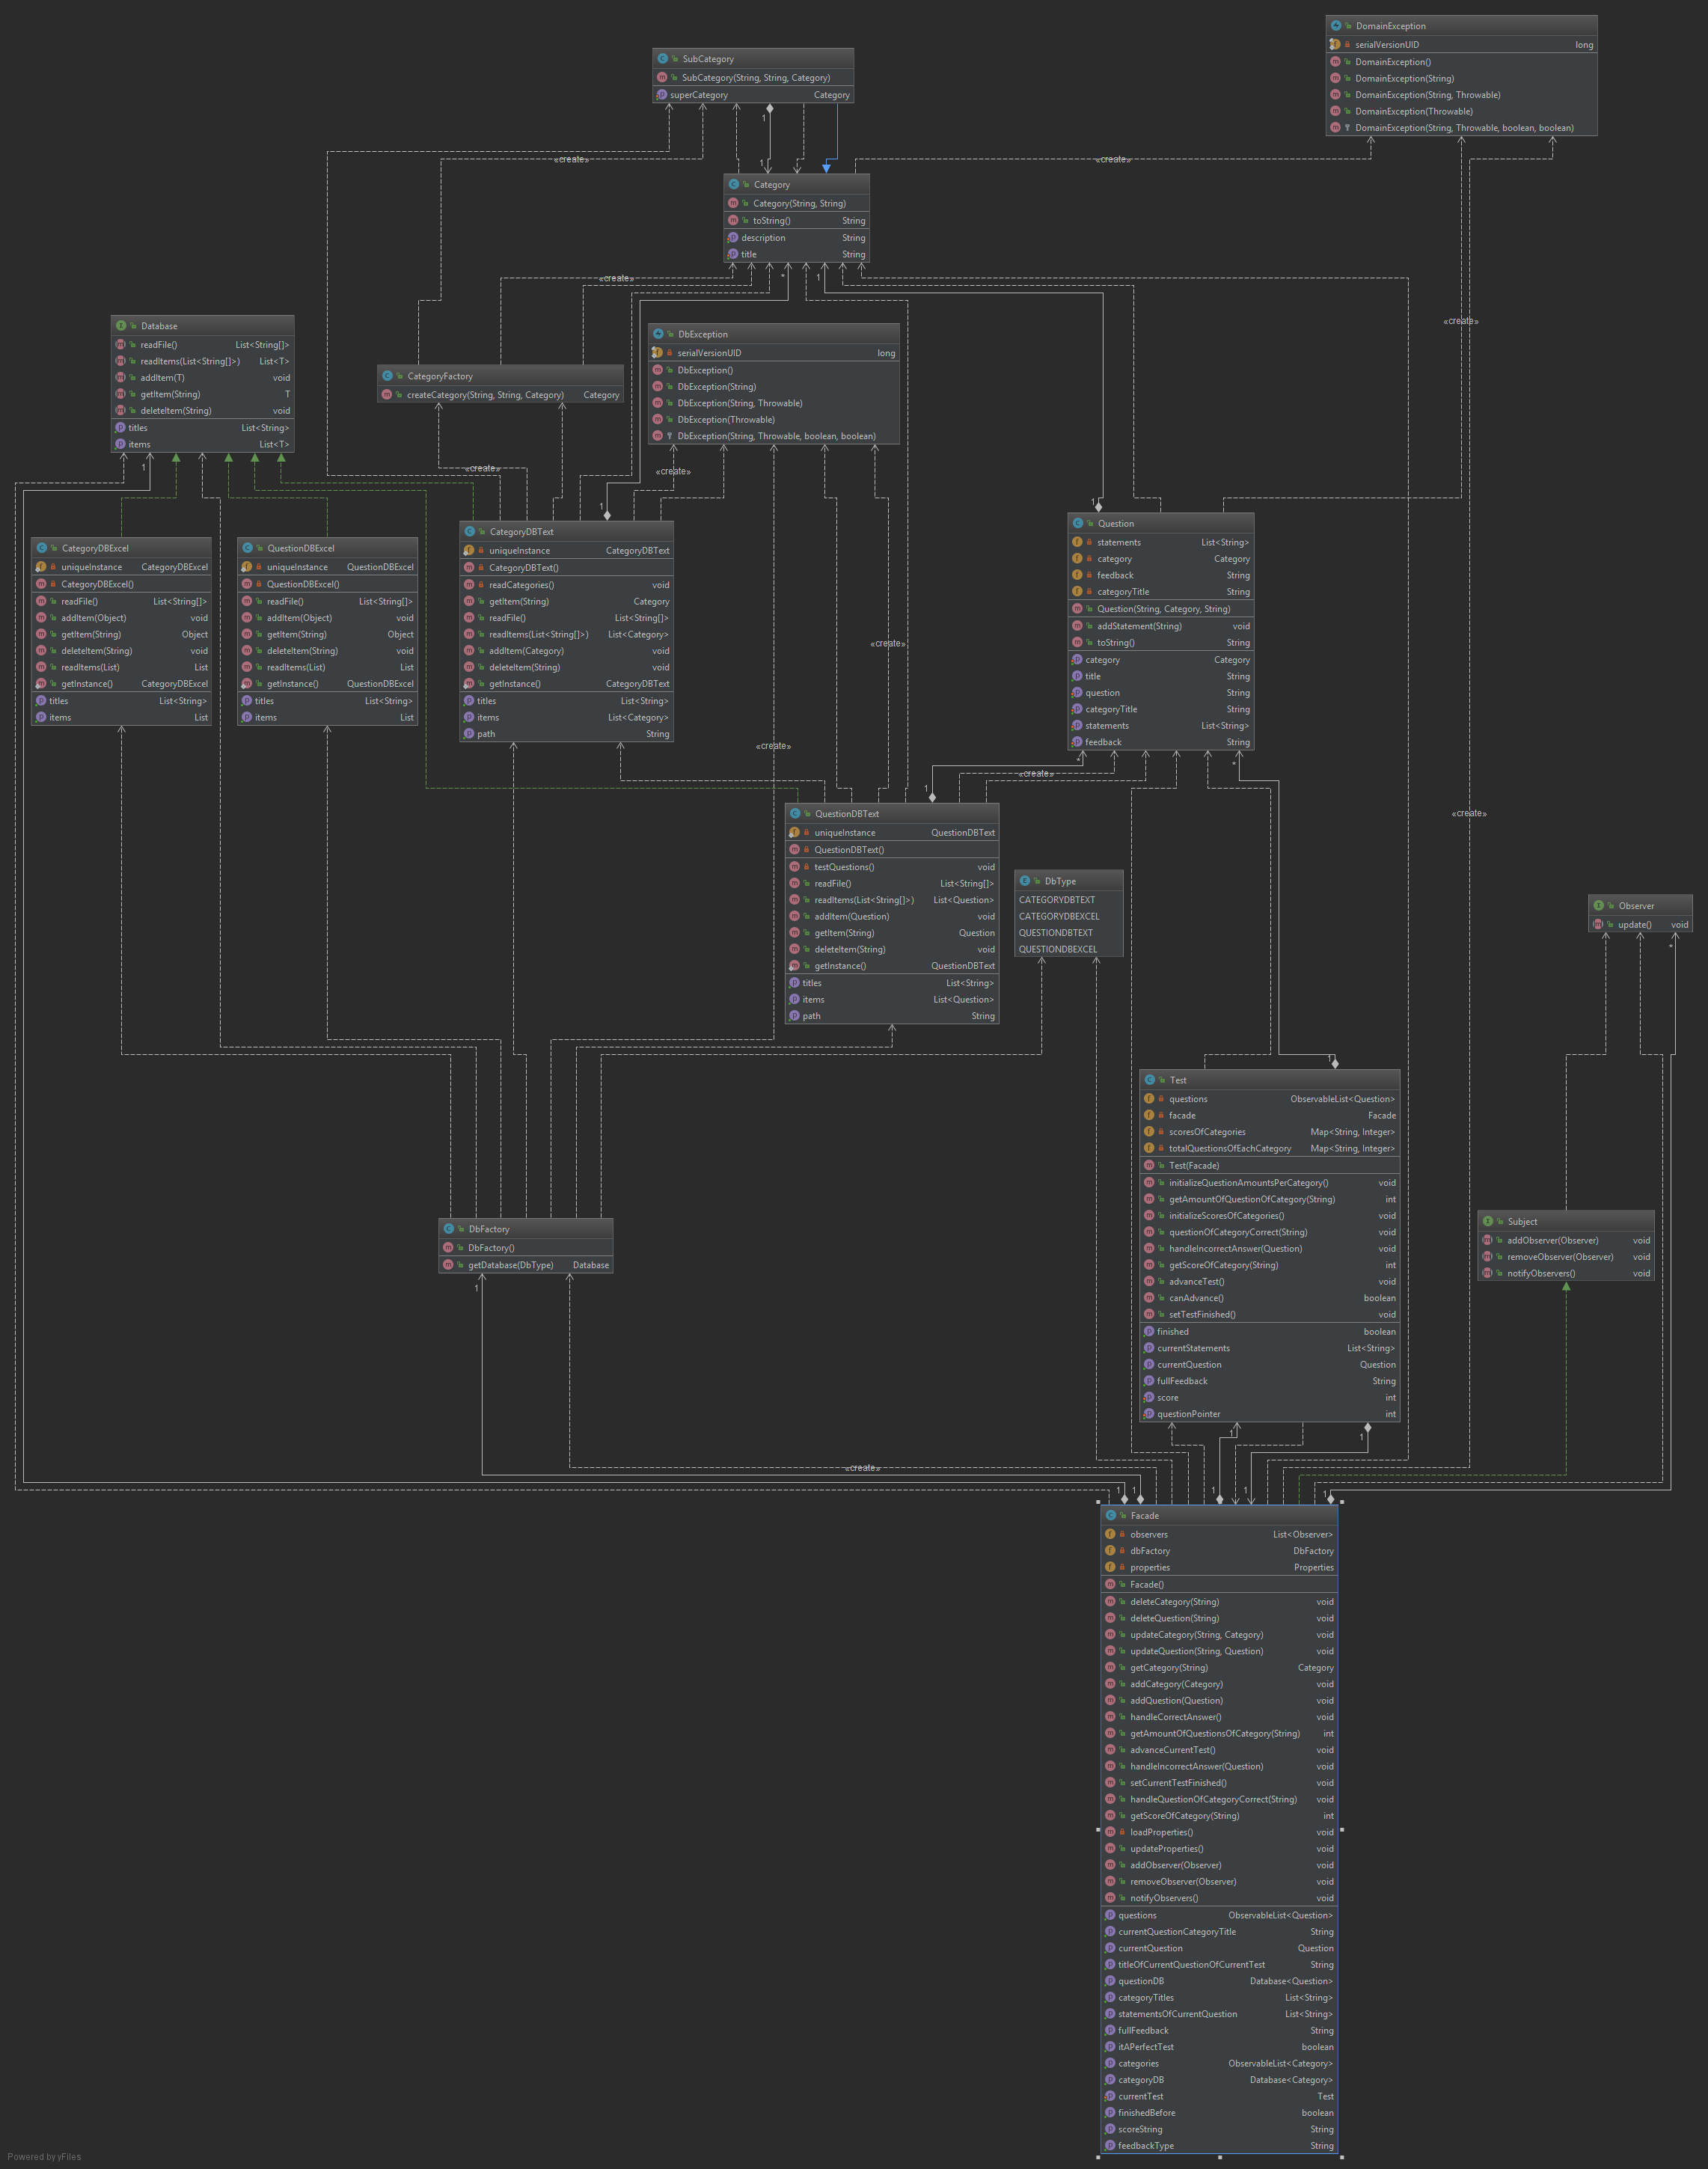 DomainException
serialVersionUID long
DomainException()
DomainException(String)
DomainException(String, Throwable)
DomainException(Throwable)
DomainException(String, Throwable, boolean, boolean)
SubCategory
SubCategory(String, String, Category)
superCategory Category
1
1
«create»
«create»
Category
Category(String, String)
toString() String
description String
title String
«create»
*
1
«create»
Database
readFile() List<String[]>
readItems(List<String[]>) List<T>
addItem(T) void
getItem(String) T
deleteItem(String) void
titles List<String>
items List<T>
1
DbException
serialVersionUID long
DbException()
DbException(String)
DbException(String, Throwable)
DbException(Throwable)
DbException(String, Throwable, boolean, boolean)
CategoryFactory
createCategory(String, String, Category) Category
«create»
«create»
1
1
CategoryDBExcel
uniqueInstance CategoryDBExcel
CategoryDBExcel()
readFile() List<String[]>
addItem(Object) void
getItem(String) Object
deleteItem(String) void
readItems(List) List
getInstance() CategoryDBExcel
titles List<String>
items List
QuestionDBExcel
uniqueInstance QuestionDBExcel
QuestionDBExcel()
readFile() List<String[]>
addItem(Object) void
getItem(String) Object
deleteItem(String) void
readItems(List) List
getInstance() QuestionDBExcel
titles List<String>
items List
CategoryDBText
uniqueInstance CategoryDBText
CategoryDBText()
readCategories() void
getItem(String) Category
readFile() List<String[]>
readItems(List<String[]>) List<Category>
addItem(Category) void
deleteItem(String) void
getInstance() CategoryDBText
titles List<String>
items List<Category>
path String
Question
statements List<String>
category Category
feedback String
categoryTitle String
Question(String, Category, String)
addStatement(String) void
toString() String
category Category
title String
question String
categoryTitle String
statements List<String>
feedback String
«create»
«create»
*
*
«create»
1
«create»
QuestionDBText
uniqueInstance QuestionDBText
QuestionDBText()
testQuestions() void
readFile() List<String[]>
readItems(List<String[]>) List<Question>
addItem(Question) void
getItem(String) Question
deleteItem(String) void
getInstance() QuestionDBText
titles List<String>
items List<Question>
path String
DbType
CATEGORYDBTEXT
CATEGORYDBEXCEL
QUESTIONDBTEXT
QUESTIONDBEXCEL
Observer
update() void
*
1
Test
questions ObservableList<Question>
facade Facade
scoresOfCategories Map<String, Integer>
totalQuestionsOfEachCategory Map<String, Integer>
Test(Facade)
initializeQuestionAmountsPerCategory() void
getAmountOfQuestionOfCategory(String) int
initializeScoresOfCategories() void
questionOfCategoryCorrect(String) void
handleIncorrectAnswer(Question) void
getScoreOfCategory(String) int
advanceTest() void
canAdvance() boolean
setTestFinished() void
finished boolean
currentStatements List<String>
currentQuestion Question
fullFeedback String
score int
questionPointer int
Subject
addObserver(Observer) void
removeObserver(Observer) void
notifyObservers() void
DbFactory
DbFactory()
getDatabase(DbType) Database
1
1
1
«create»
1
1
1
1
1
Facade
observers List<Observer>
dbFactory DbFactory
properties Properties
Facade()
deleteCategory(String) void
deleteQuestion(String) void
updateCategory(String, Category) void
updateQuestion(String, Question) void
getCategory(String) Category
addCategory(Category) void
addQuestion(Question) void
handleCorrectAnswer() void
getAmountOfQuestionsOfCategory(String) int
advanceCurrentTest() void
handleIncorrectAnswer(Question) void
setCurrentTestFinished() void
handleQuestionOfCategoryCorrect(String) void
getScoreOfCategory(String) int
loadProperties() void
updateProperties() void
addObserver(Observer) void
removeObserver(Observer) void
notifyObservers() void
questions ObservableList<Question>
currentQuestionCategoryTitle String
currentQuestion Question
titleOfCurrentQuestionOfCurrentTest String
questionDB Database<Question>
categoryTitles List<String>
statementsOfCurrentQuestion List<String>
fullFeedback String
itAPerfectTest boolean
categories ObservableList<Category>
categoryDB Database<Category>
currentTest Test
finishedBefore boolean
scoreString String
feedbackType String
Powered by yFiles